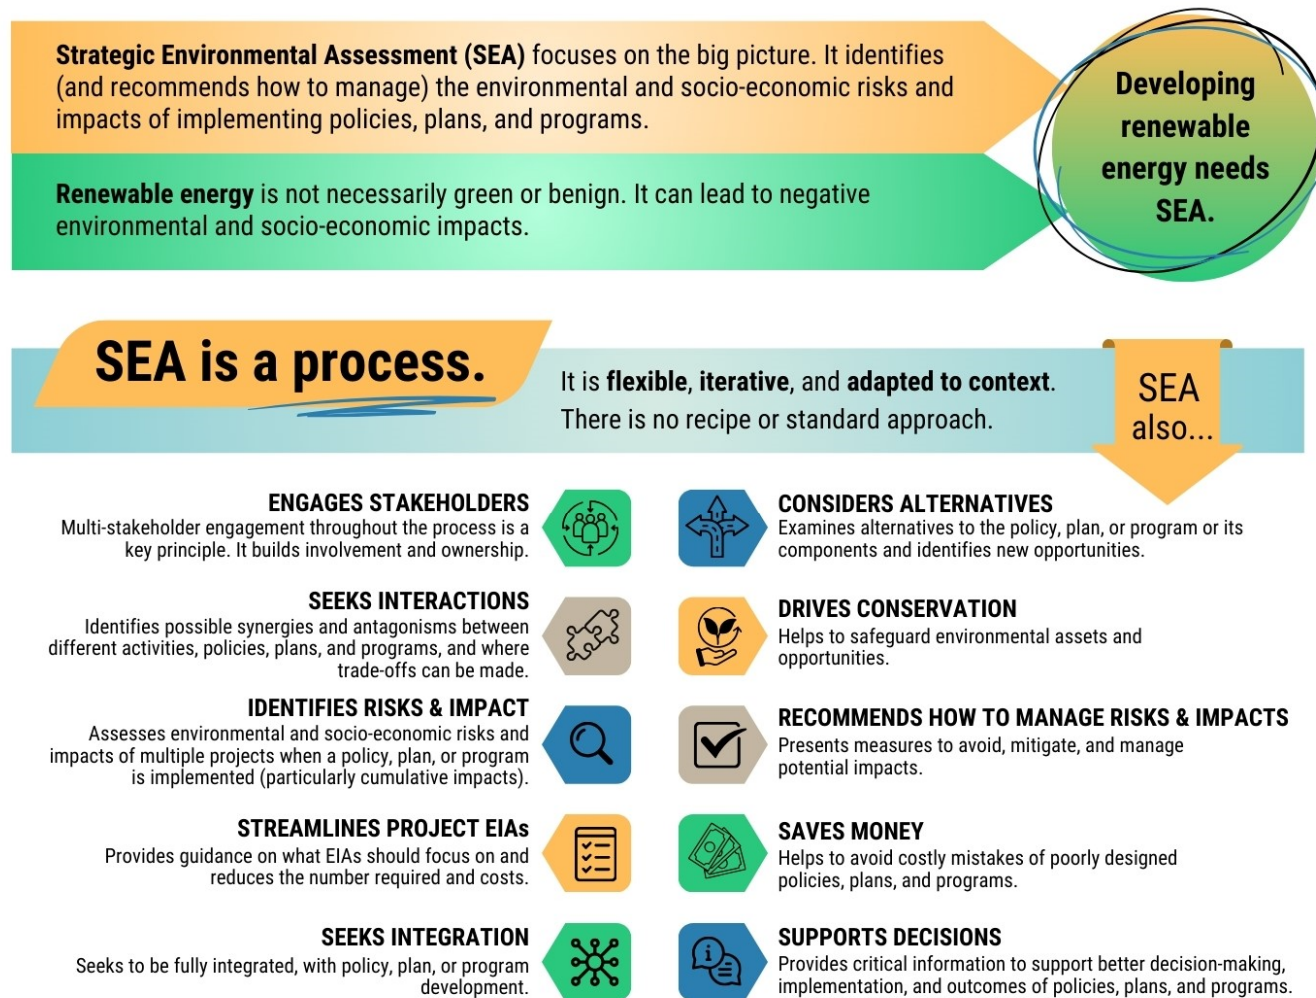 Strategic Environmental Assessment (SEA) focuses on the big picture. It identifies
(and recommends how to manage) the environmental and socio-economic risks and
impacts of implementing policies, plans, and programs.
Renewable energy is not necessarily green or benign. It can lead to negative
environmental and socio-economic impacts.
Developing
renewable
energy needs
SEA.
SEA is a process.
It is flexible, iterative, and adapted to context.
There is no recipe or standard approach.
SEA
also...
ENGAGES STAKEHOLDERS
Multi-stakeholder engagement throughout the process is a
key principle. It builds involvement and ownership.
CONSIDERS ALTERNATIVES
Examines alternatives to the policy, plan, or program or its
components and identifies new opportunities.
SEEKS INTERACTIONS
Identifies possible synergies and antagonisms between
different activities, policies, plans, and programs, and where
trade-offs can be made.
DRIVES CONSERVATION
Helps to safeguard environmental assets and
opportunities.
IDENTIFIES RISKS & IMPACT
Assesses environmental and socio-economic risks and
impacts of multiple projects when a policy, plan, or program
is implemented (particularly cumulative impacts).
RECOMMENDS HOW TO MANAGE RISKS & IMPACTS
Presents measures to avoid, mitigate, and manage
potential impacts.
STREAMLINES PROJECT EIAs
Provides guidance on what EIAs should focus on and
reduces the number required and costs.
SAVES MONEY
Helps to avoid costly mistakes of poorly designed
policies, plans, and programs.
SEEKS INTEGRATION
Seeks to be fully integrated, with policy, plan, or program
development.
SUPPORTS DECISIONS
Provides critical information to support better decision-making,
implementation, and outcomes of policies, plans, and programs.